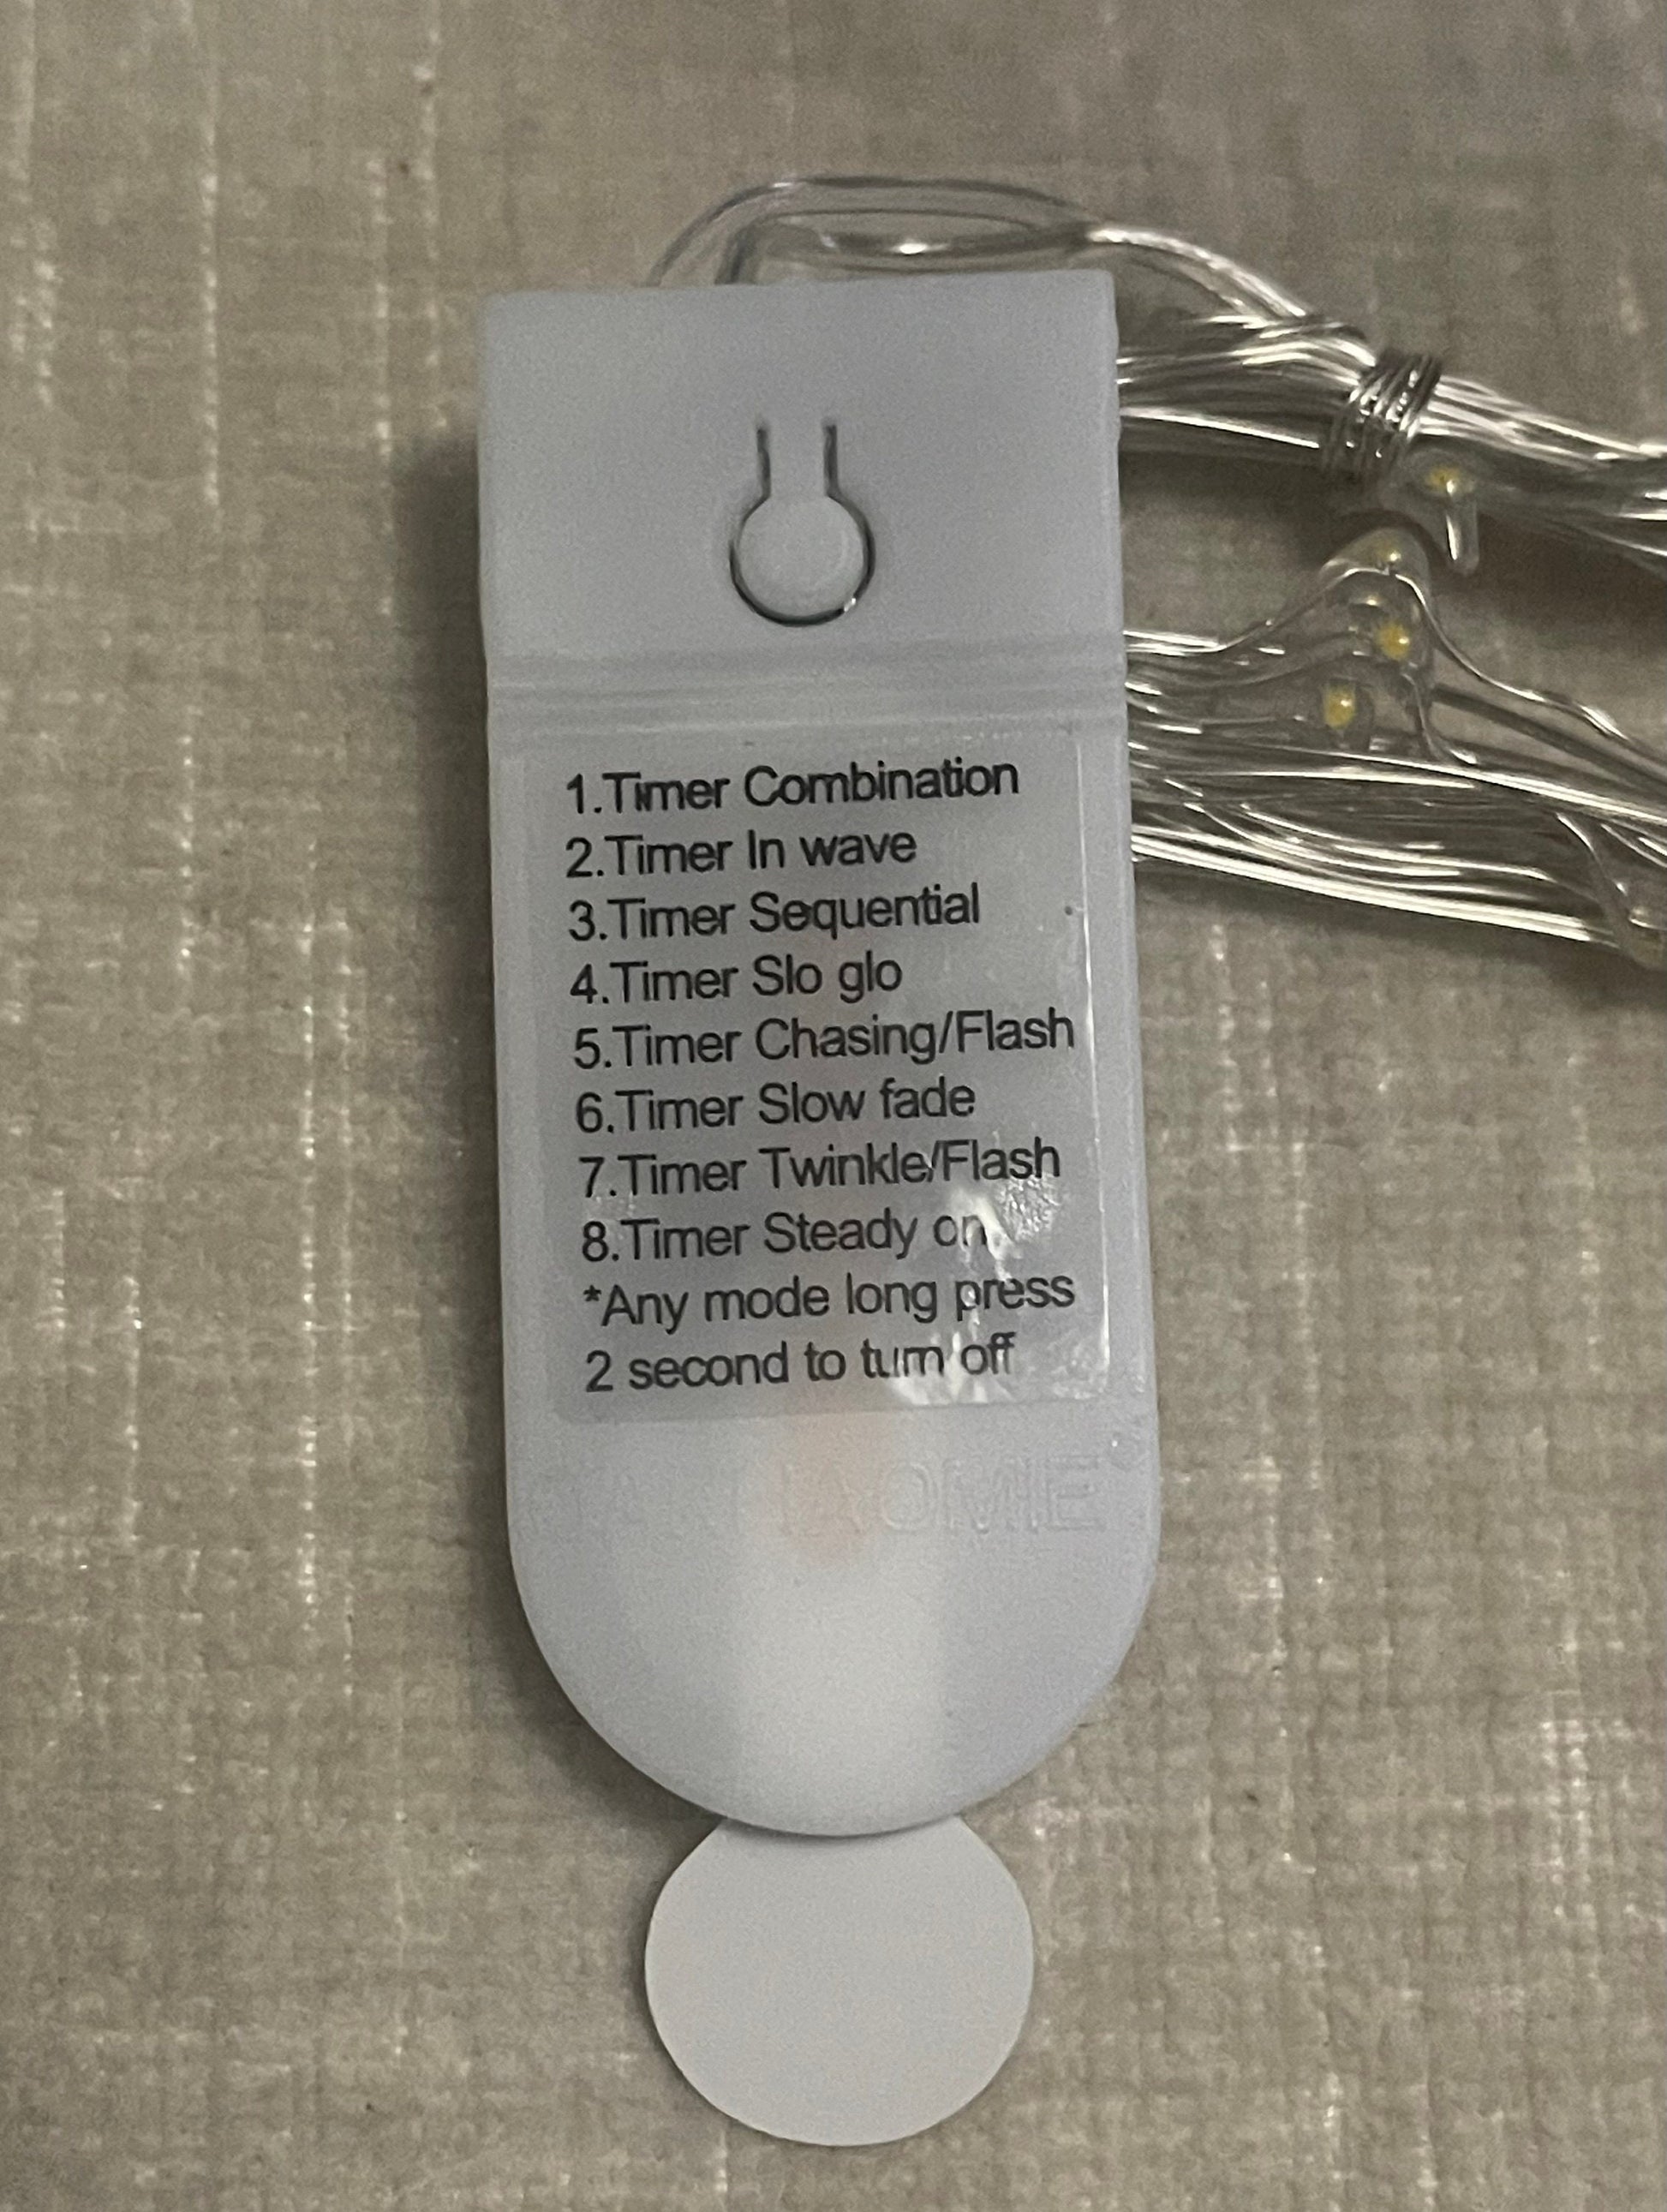 1.Timer Combination
2.Timer In wave
3.Timer Sequential
4.Timer Slo glo
5.Timer Chasing/Flash
6.Timer Slow fade
7.Timer Twinkle/Flash
8.Timer Steady on
*Any mode long press
2 second to turn off